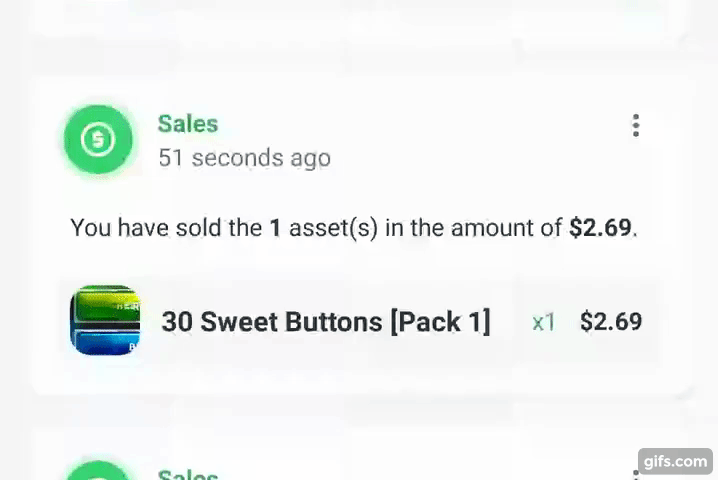 Sales
51 seconds ago
You have sold the 1 asset(s) in the amount of $2.69.
30 Sweet Buttons [Pack 1] x1 $2.69
Sales
gifs.com